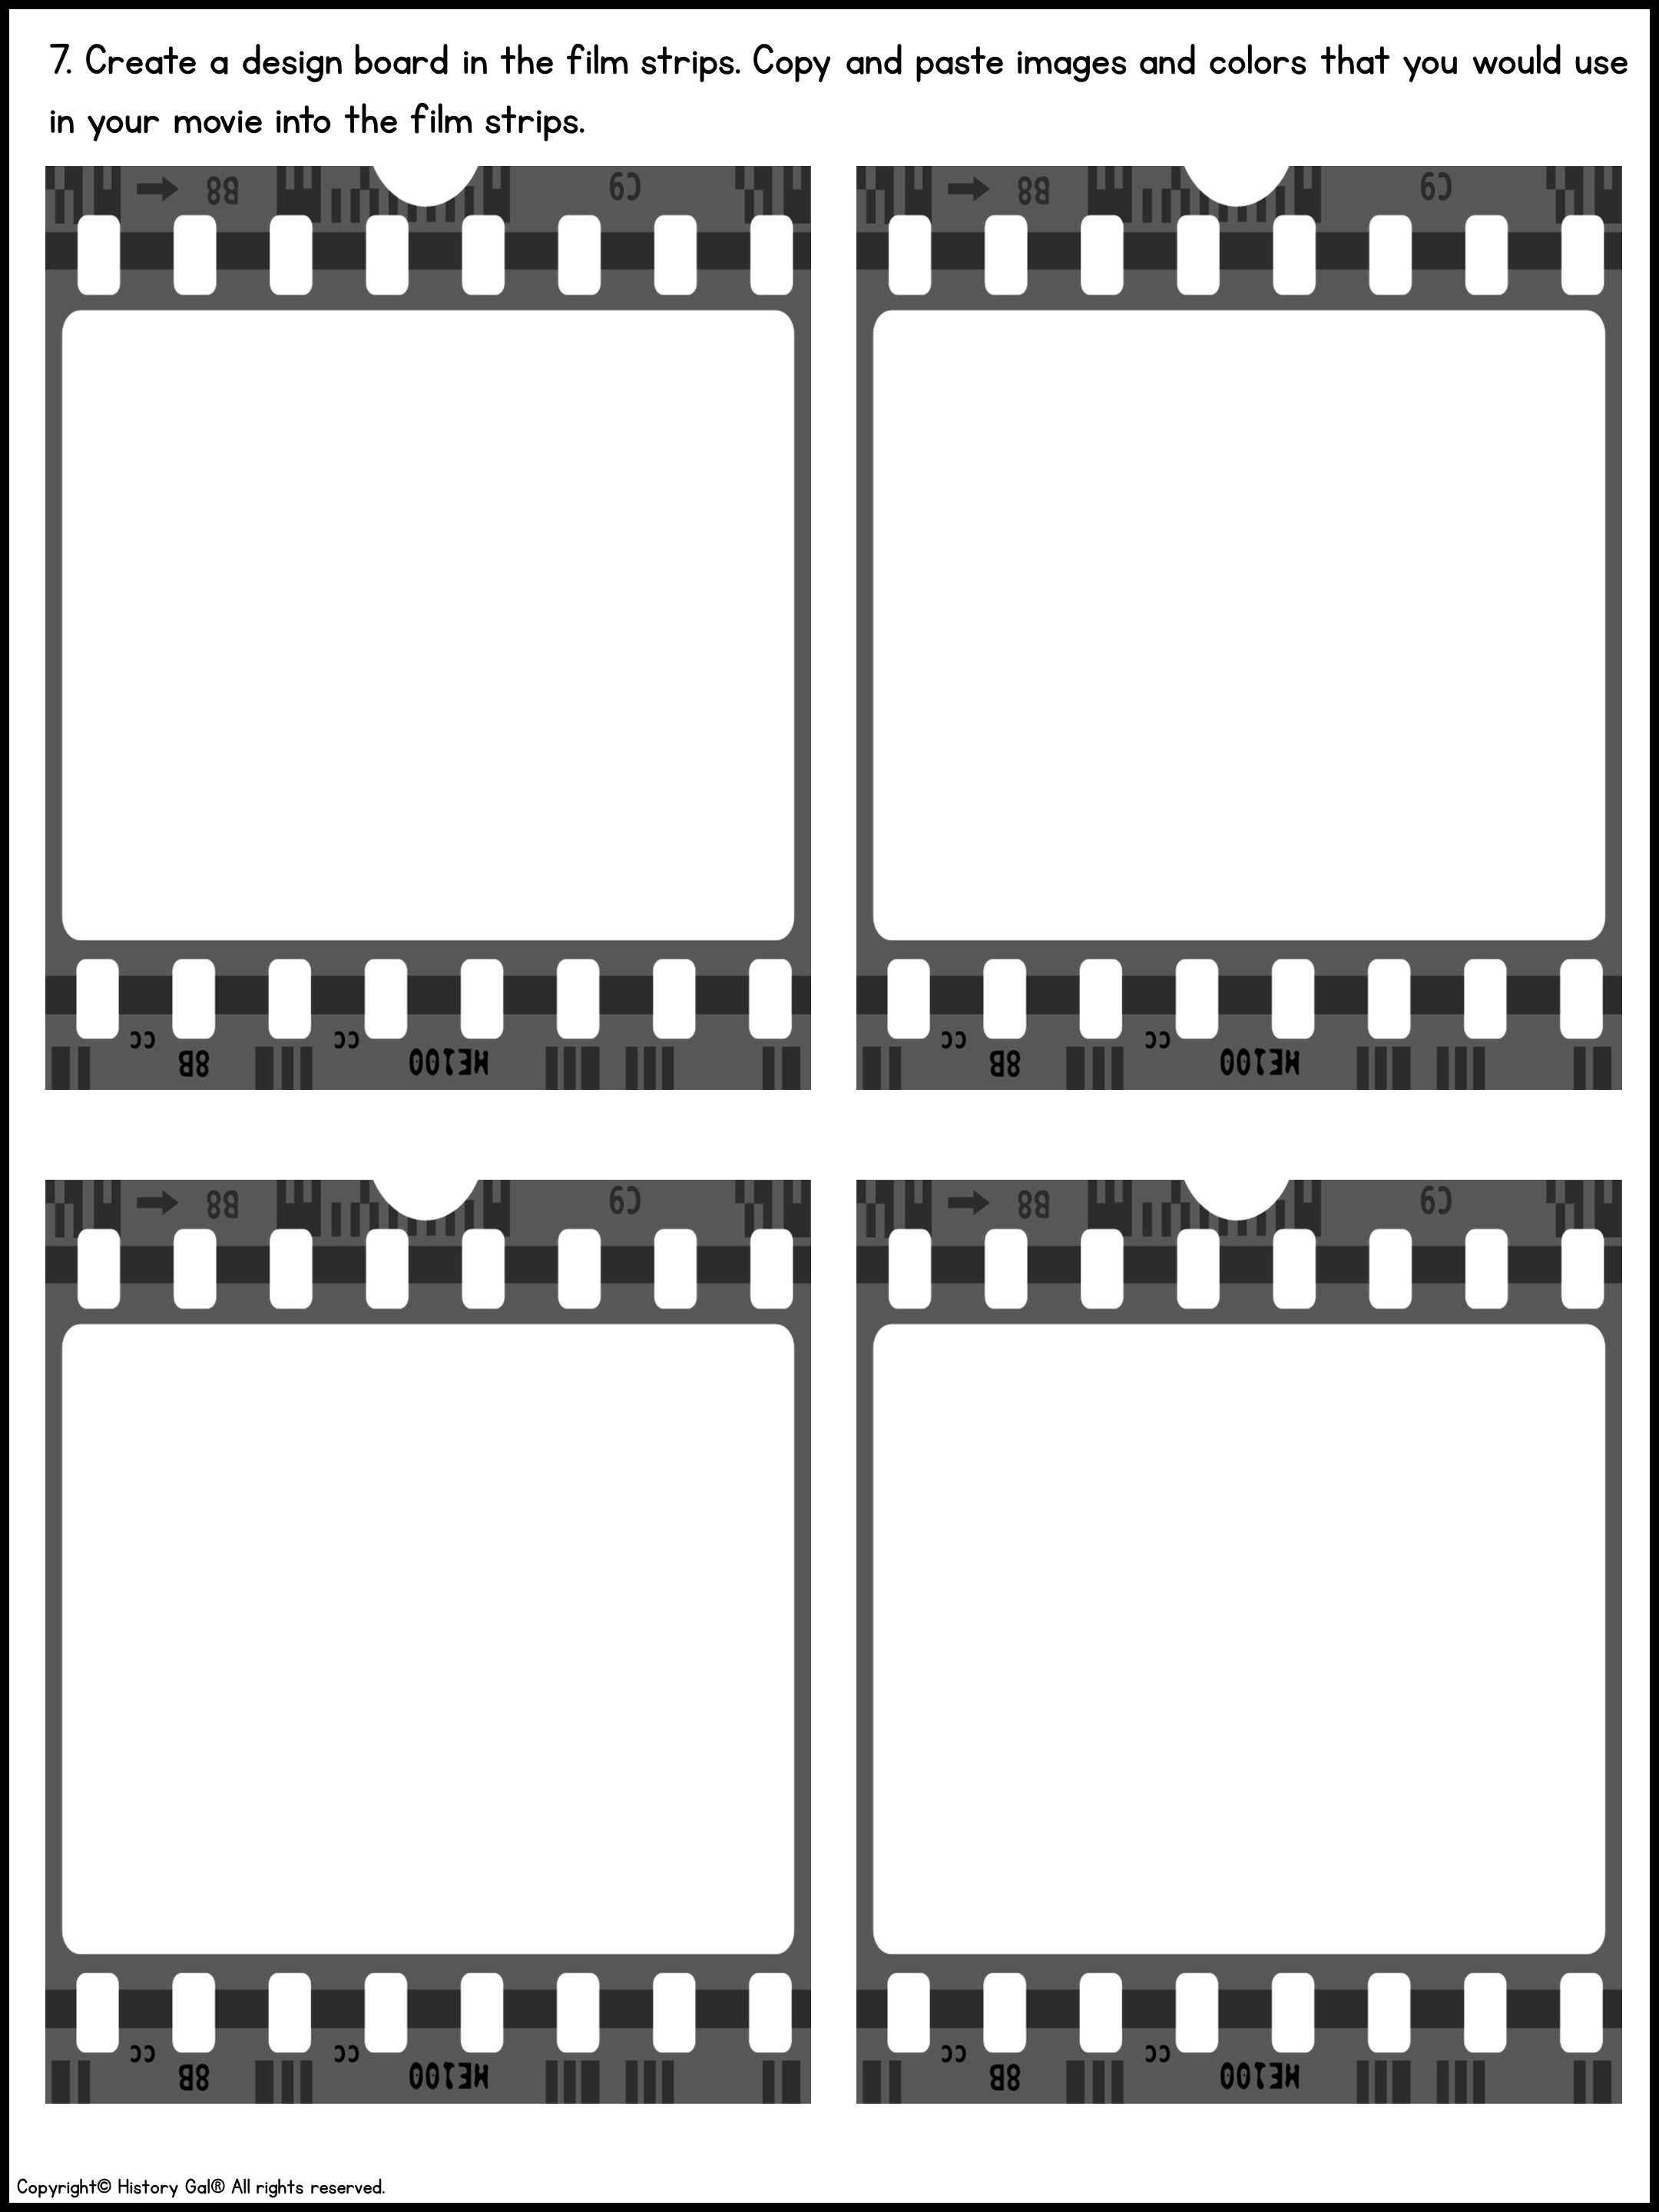 7. Create a design board in the film strips. Copy and paste images and colors that you would use
in your movie into the film strips.
Copyright© History Gal® All rights reserved.